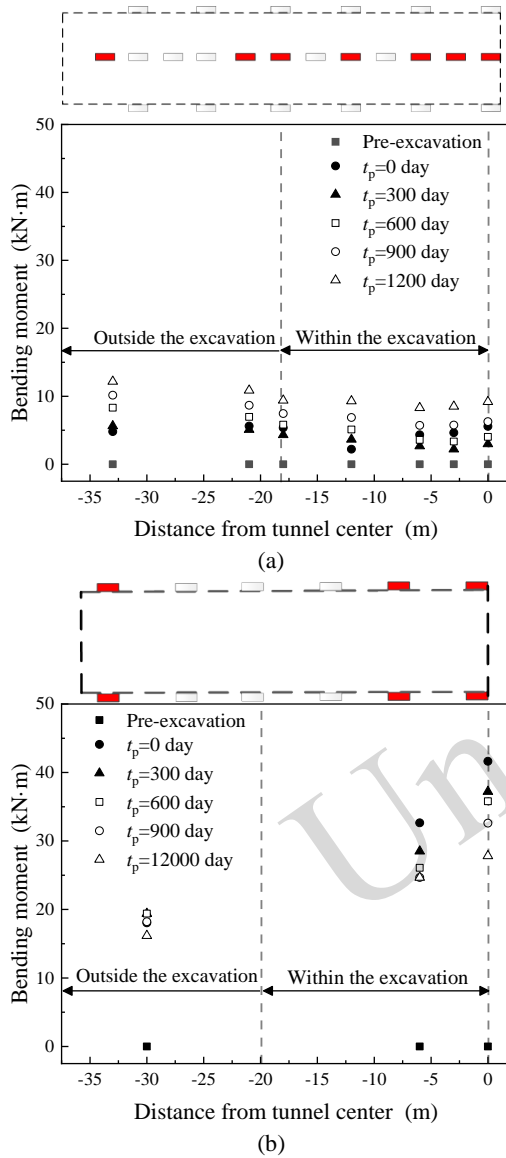 50
40
30
20
10
0
Bending moment (kN·m)
Pre-excavation
tp=0 day
tp=300 day
tp=600 day
tp=900 day
tp=1200 day
Outside the excavation
Within the excavation
-35 -30 -25 -20 -15 -10 -5 0
Distance from tunnel center (m)
(a)
50
40
30
20
10
0
Bending moment (kN·m)
Pre-excavation
tp=0 day
tp=300 day
tp=600 day
tp=900 day
tp=12000 day
Un
Outside the excavation
Within the excavation
-35 -30 -25 -20 -15 -10 -5 0
Distance from tunnel center (m)
(b)